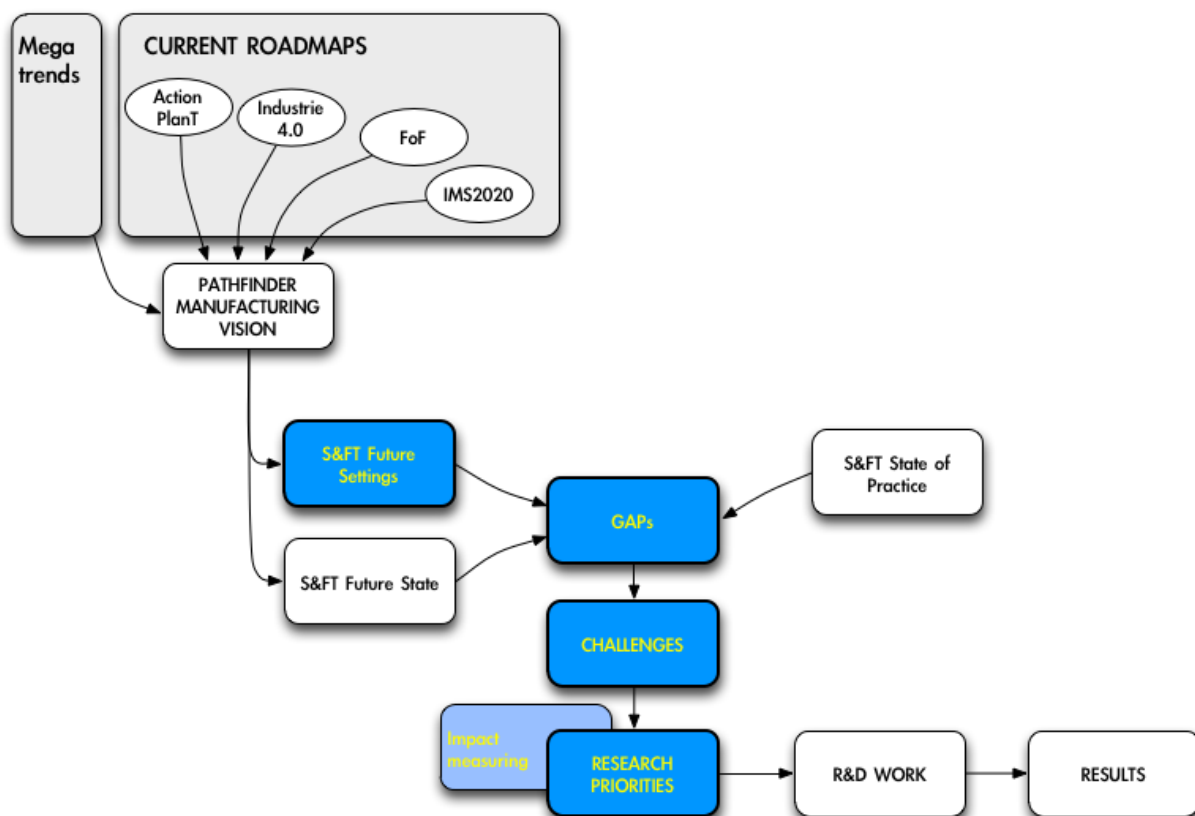 Mega
trends
CURRENT ROADMAPS
Action
PlanT
Industrie
4.0
FoF
IMS2020
PATHFINDER
MANUFACTURING
VISION
S&FT Future
Settings
S&FT State of
Practice
GAPs
S&FT Future State
CHALLENGES
Impact
measuring
RESEARCH
PRIORITIES
R&D WORK
RESULTS